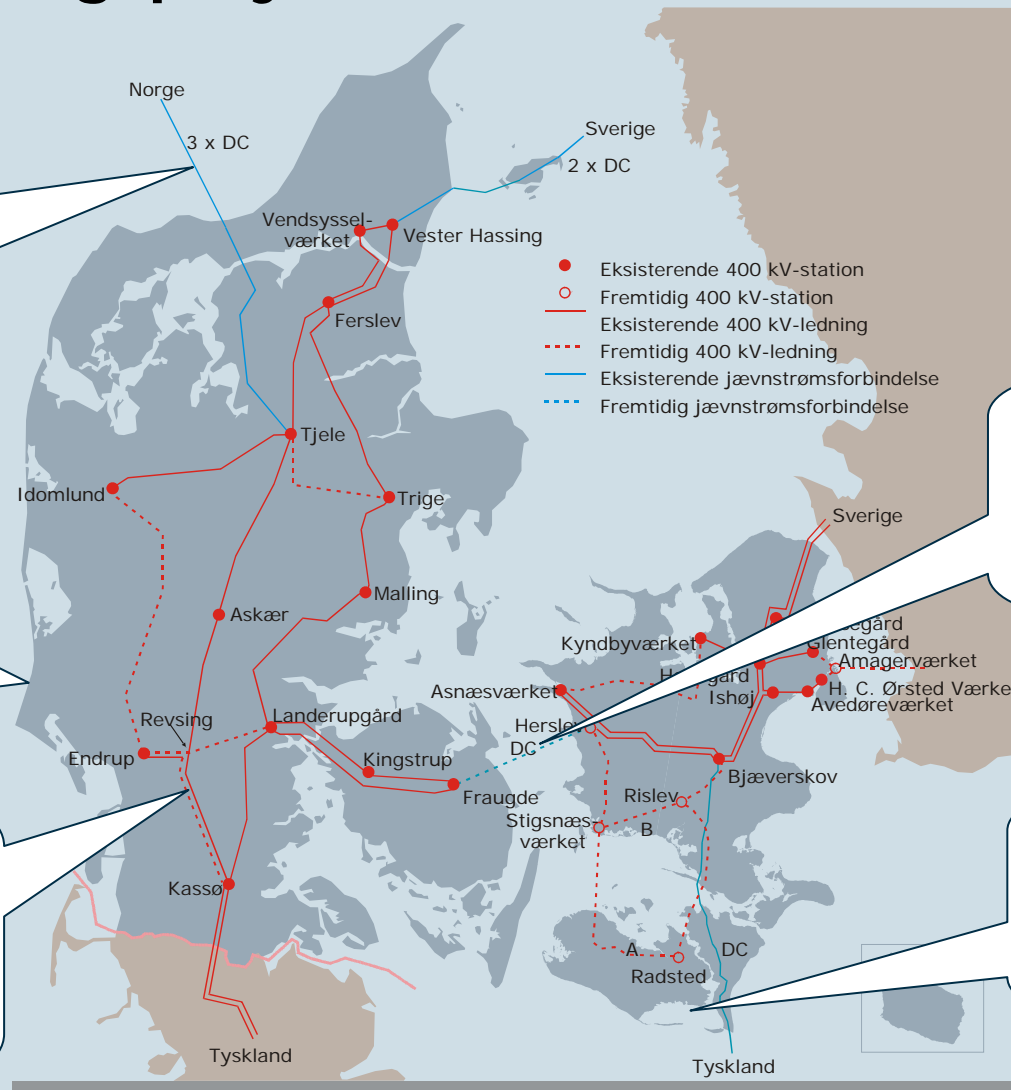 Norge
3 x DC
Sverige
2 x DC
Vendsyssel-
værket
Vester Hassing
Ferslev
Eksisterende 400 kV-station
Fremtidig 400 kV-station
Eksisterende 400 kV-ledning
Fremtidig 400 kV-ledning
Eksisterende jævnstrømsforbindelse
Fremtidig jævnstrømsforbindelse
Tjele
Idomlund
Trige
Sverige
Malling
Askær
Kyndbyværket
Glentegård
Amagerværket
Asnæsværket
Ishøj
H. C. Ørsted Værke
Avedøreværket
Landerupgård
Revsing
DC
Endrup
Kingstrup
Bjæverskov
Fraugde
Rislev
Stigsnæs-
værket
B
Kassø
A
DC
Radsted
Tyskland
Tyskland